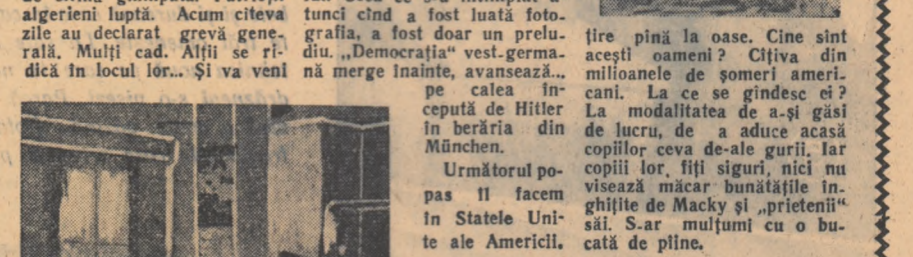 algerieni luptă. Acum citeva
zile au declarat grevă gene-
rală. Mulți cad. Alții se ri-
dică în locul lor... Și va veni
tunci cînd a fost luată foto-
grafia, a fost doar un prelu-
diu. „Democrația" vest-germa-
nă merge înainte, avansează...
pe calea în-
cepută de Hitler
în berăria din
München.
Următorul po-
pas îl facem
în Statele Uni-
te ale Americii.
țire pînă la oase. Cine sînt
acești oameni? Cîțiva din
milioanele de șomeri ameri-
cani. La ce se gîndesc ei?
La modalitatea de a-și găsi
de lucru, de a aduce acasă
copiilor ceva de-ale gurii. Iar
copiii lor, fiți siguri, nici nu
visează măcar bunătățile în-
ghițite de Macky și „prietenii"
săi. S-ar mulțumi cu o bu-
cată de pîine.